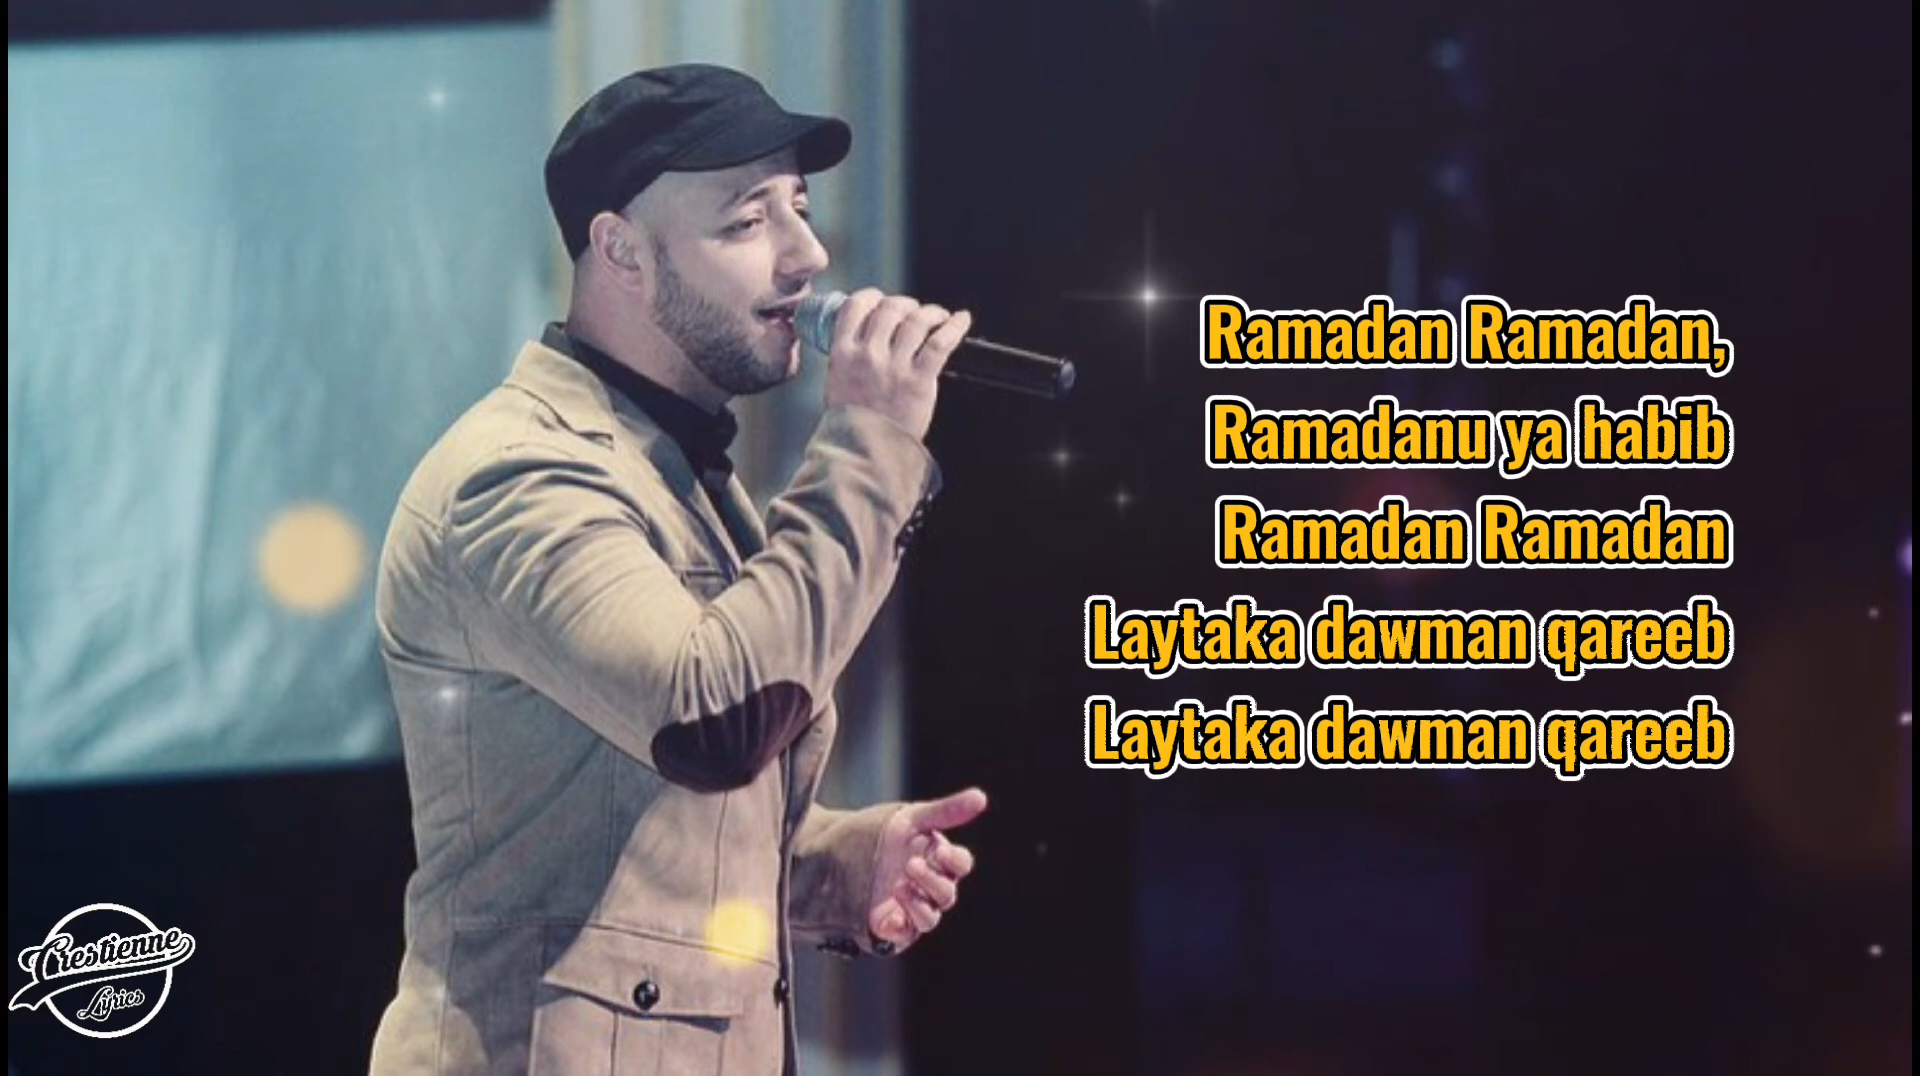 Ramadan Ramadan,
Ramadanu ya habib
Ramadan Ramadan
Laytaka dawman qareeb
Laytaka dawman qareeb
Crestienne
Lyrics